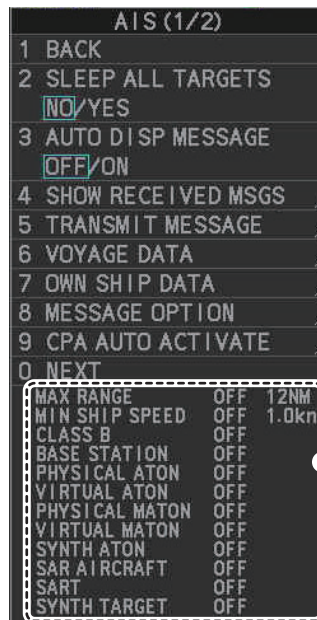 AIS (1/2)
1 BACK
2 SLEEP ALL TARGETS
NO/YES
3 AUTO DISP MESSAGE
OFF/ON
4 SHOW RECEIVED MSGS
5 TRANSMIT MESSAGE
6 VOYAGE DATA
7 OWN SHIP DATA
8 MESSAGE OPTION
9 CPA AUTO ACTIVATE
0 NEXT
MAX RANGE OFF 12NM
MIN SHIP SPEED OFF 1.0kn
CLASS B OFF
BASE STATION OFF
PHYSICAL ATON OFF
VIRTUAL ATON OFF
PHYSICAL MATON OFF
VIRTUAL MATON OFF
SYNTH ATON OFF
SAR AIRCRAFT OFF
SART OFF
SYNTH TARGET OFF